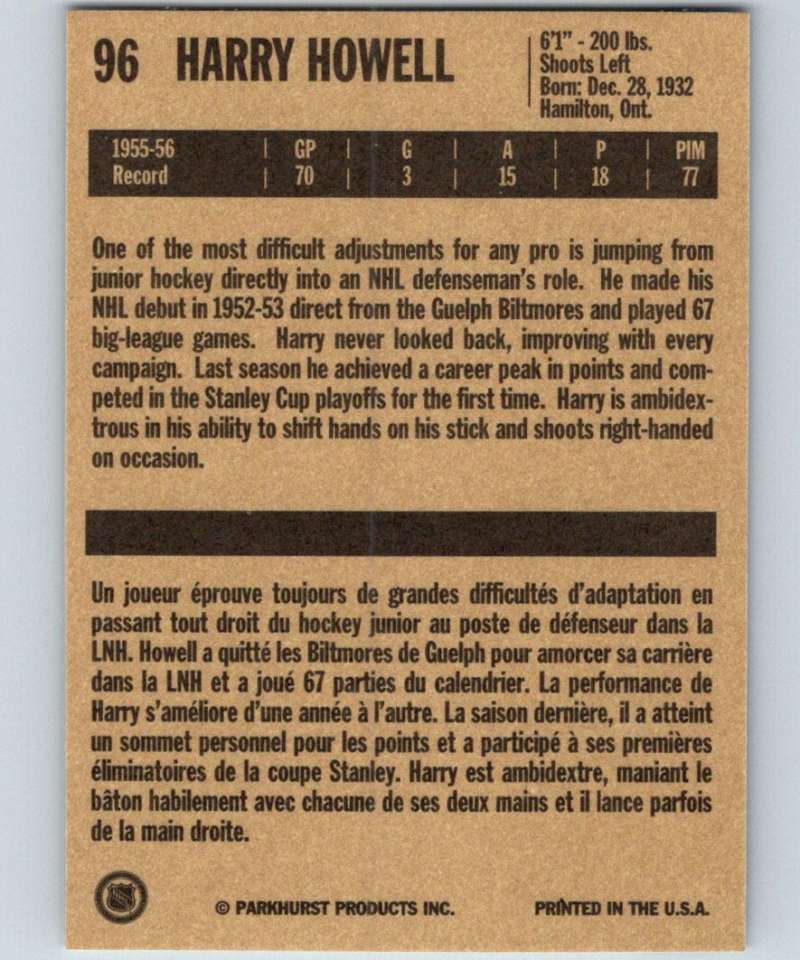 96 HARRY HOWELL
6'1" - 200 lbs.
Shoots Left
Born: Dec. 28, 1932
Hamilton, Ont.
1955-56 | GP | G | A | P | PIM
Record | 70 | 3 | 15 | 18 | 77
One of the most difficult adjustments for any pro is jumping from
junior hockey directly into an NHL defenseman's role. He made his
NHL debut in 1952-53 direct from the Guelph Biltmores and played 67
big-league games. Harry never looked back, improving with every
campaign. Last season he achieved a career peak in points and com-
peted in the Stanley Cup playoffs for the first time. Harry is ambidex-
trous in his ability to shift hands on his stick and shoots right-handed
on occasion.
Un joueur éprouve toujours de grandes difficultés d'adaptation en
passant tout droit du hockey junior au poste de défenseur dans la
LNH. Howell a quitté les Biltmores de Guelph pour amorcer sa carrière
dans la LNH et a joué 67 parties du calendrier. La performance de
Harry s'améliore d'une année à l'autre. La saison dernière, il a atteint
un sommet personnel pour les points et a participé à ses premières
éliminatoires de la coupe Stanley. Harry est ambidextre, maniant le
bâton habilement avec chacune de ses deux mains et il lance parfois
de la main droite.
NHL
© PARKHURST PRODUCTS INC. PRINTED IN THE U.S.A.